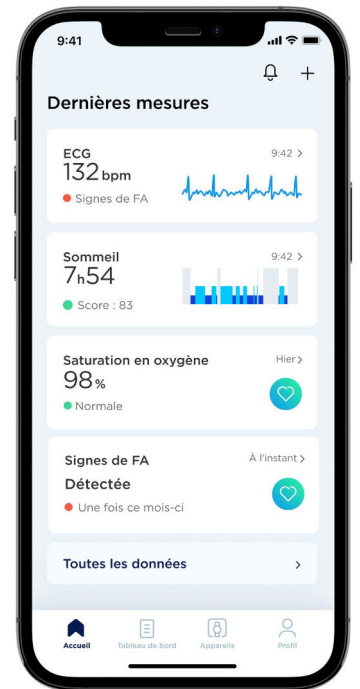 9:41
Dernières mesures
ECG
9:42 >
132 bpm
Signes de FA
Sommeil
9:42 >
7h54
Score : 83
Saturation en oxygène
Hier >
98 %
Normale
Signes de FA
À l'instant >
Détectée
Une fois ce mois-ci
Toutes les données >
Accueil Tableau de bord Appareils Profil